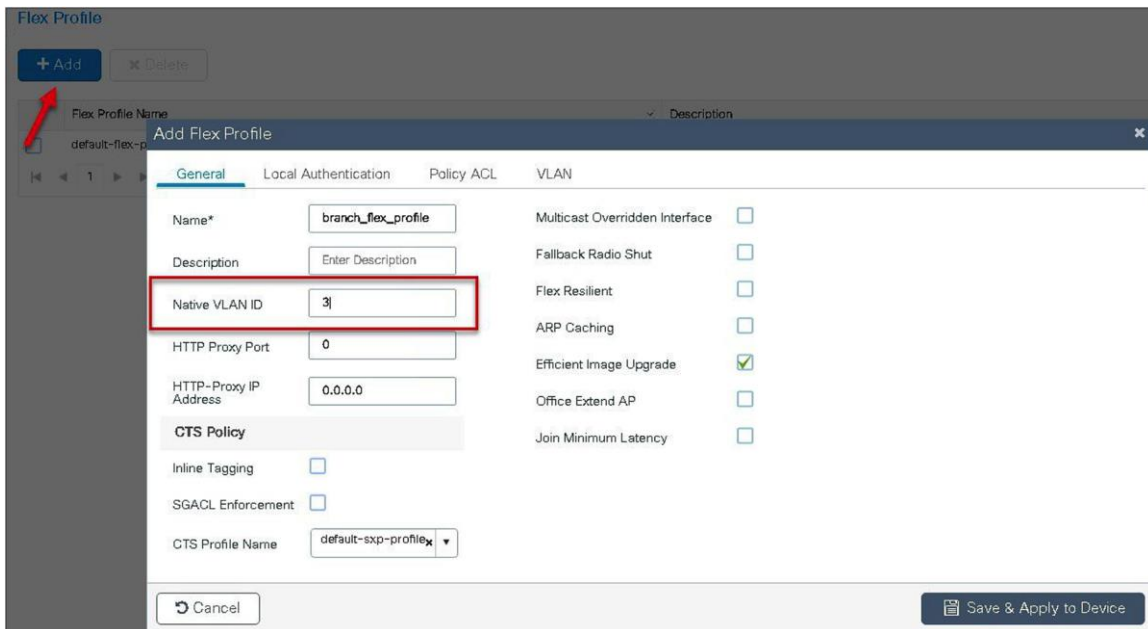 Flex Profile
+ Add
× Delete
Flex Profile Name
Description
default-flex-p
1
Add Flex Profile
×
General
Local Authentication
Policy ACL
VLAN
Name*
branch_flex_profile
Description
Enter Description
Native VLAN ID
3
HTTP Proxy Port
0
HTTP-Proxy IP
Address
0.0.0.0
CTS Policy
Inline Tagging
SGACL Enforcement
CTS Profile Name
default-sxp-profile
Multicast Overridden Interface
Fallback Radio Shut
Flex Resilient
ARP Caching
Efficient Image Upgrade
Office Extend AP
Join Minimum Latency
Cancel
Save & Apply to Device